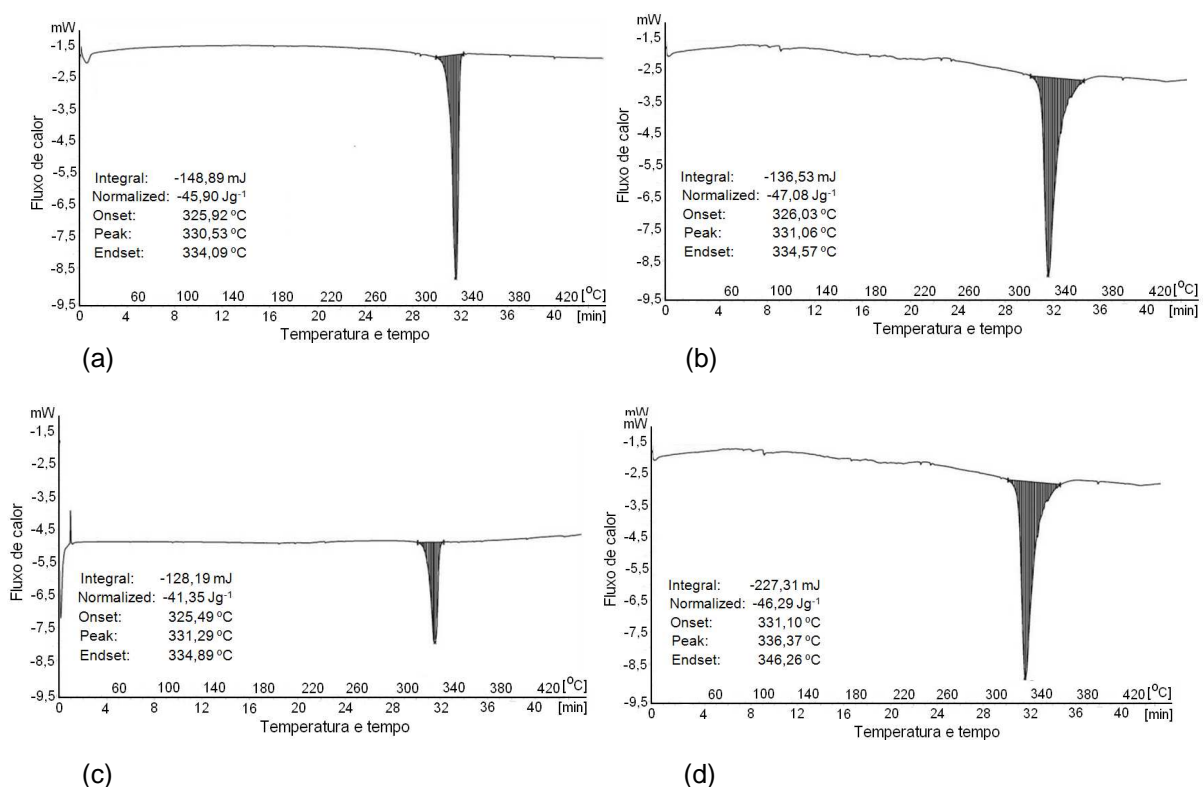 mW
-1,5
-2,5
-3,5
-4,5
-5,5
-6,5
-7,5
-8,5
-9,5
Fluxo de calor
Integral: -148,89 mJ
Normalized: -45,90 Jg⁻¹
Onset: 325,92 ºC
Peak: 330,53 ºC
Endset: 334,09 ºC
60 100 140 180 220 260 300 340 380 420 [ºC]
0 4 8 12 16 20 24 28 32 36 40 [min]
Temperatura e tempo
(a)
mW
-1,5
-2,5
-3,5
-4,5
-5,5
-6,5
-7,5
-8,5
-9,5
Fluxo de calor
Integral: -136,53 mJ
Normalized: -47,08 Jg⁻¹
Onset: 326,03 ºC
Peak: 331,06 ºC
Endset: 334,57 ºC
60 100 140 180 220 260 300 340 380 420 [ºC]
0 4 8 12 14 20 24 28 32 36 40 [min]
Temperatura e tempo
(b)
mW
-1,5
-2,5
-3,5
-4,5
-5,5
-6,5
-7,5
-8,5
-9,5
Fluxo de calor
Integral: -128,19 mJ
Normalized: -41,35 Jg⁻¹
Onset: 325,49 ºC
Peak: 331,29 ºC
Endset: 334,89 ºC
60 100 140 180 220 260 300 340 380 420 [ºC]
0 4 8 12 16 20 24 28 32 36 40 [min]
Temperatura e tempo
(c)
mW
mW
-1,5
-2,5
-3,5
-4,5
-5,5
-6,5
-7,5
-8,5
-9,5
Fluxo de calor
Integral: -227,31 mJ
Normalized: -46,29 Jg⁻¹
Onset: 331,10 ºC
Peak: 336,37 ºC
Endset: 346,26 ºC
60 100 140 180 220 260 300 340 380 420 [ºC]
0 4 8 12 14 20 24 28 32 36 40 [min]
Temperatura e tempo
(d)